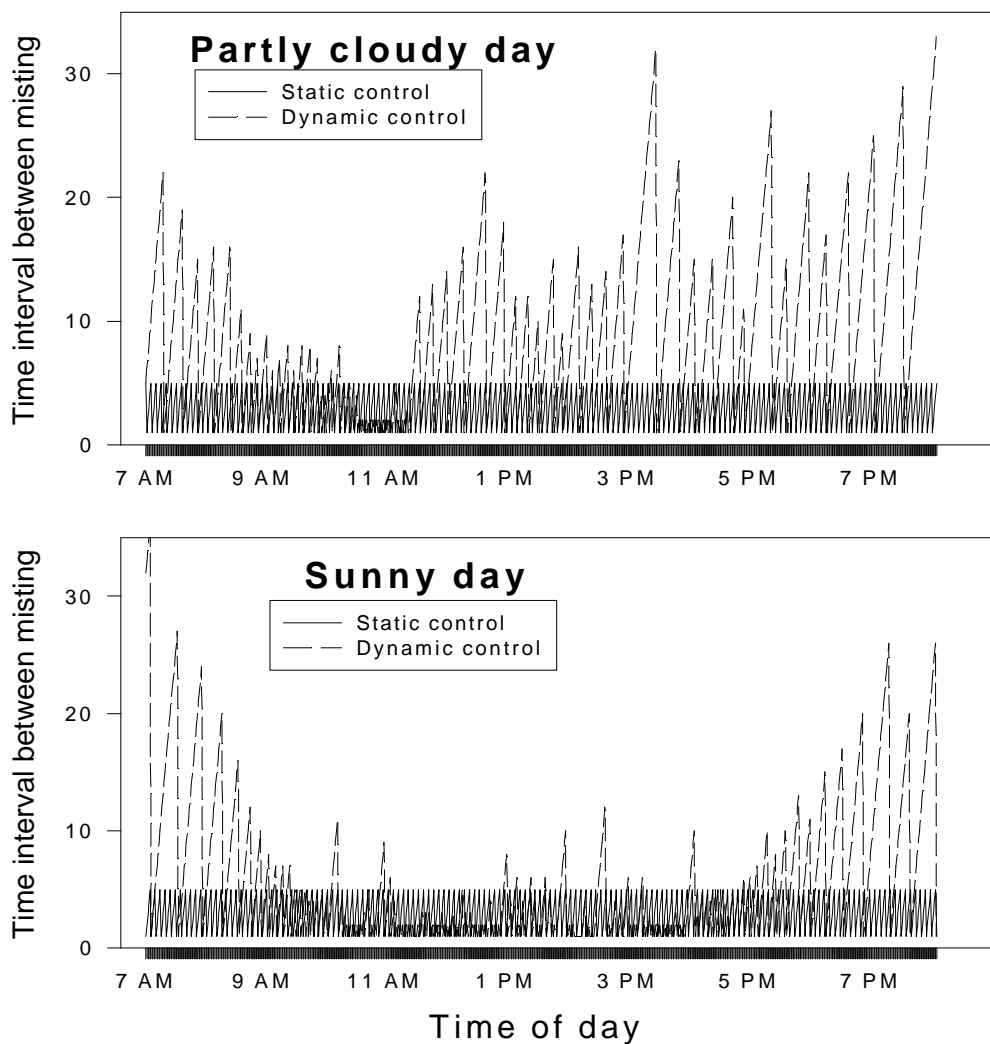 Partly cloudy day
Static control
Dynamic control
Time interval between misting
30
20
10
0
7 AM 9 AM 11 AM 1 PM 3 PM 5 PM 7 PM
Sunny day
Static control
Dynamic control
Time interval between misting
30
20
10
0
7 AM 9 AM 11 AM 1 PM 3 PM 5 PM 7 PM
Time of day